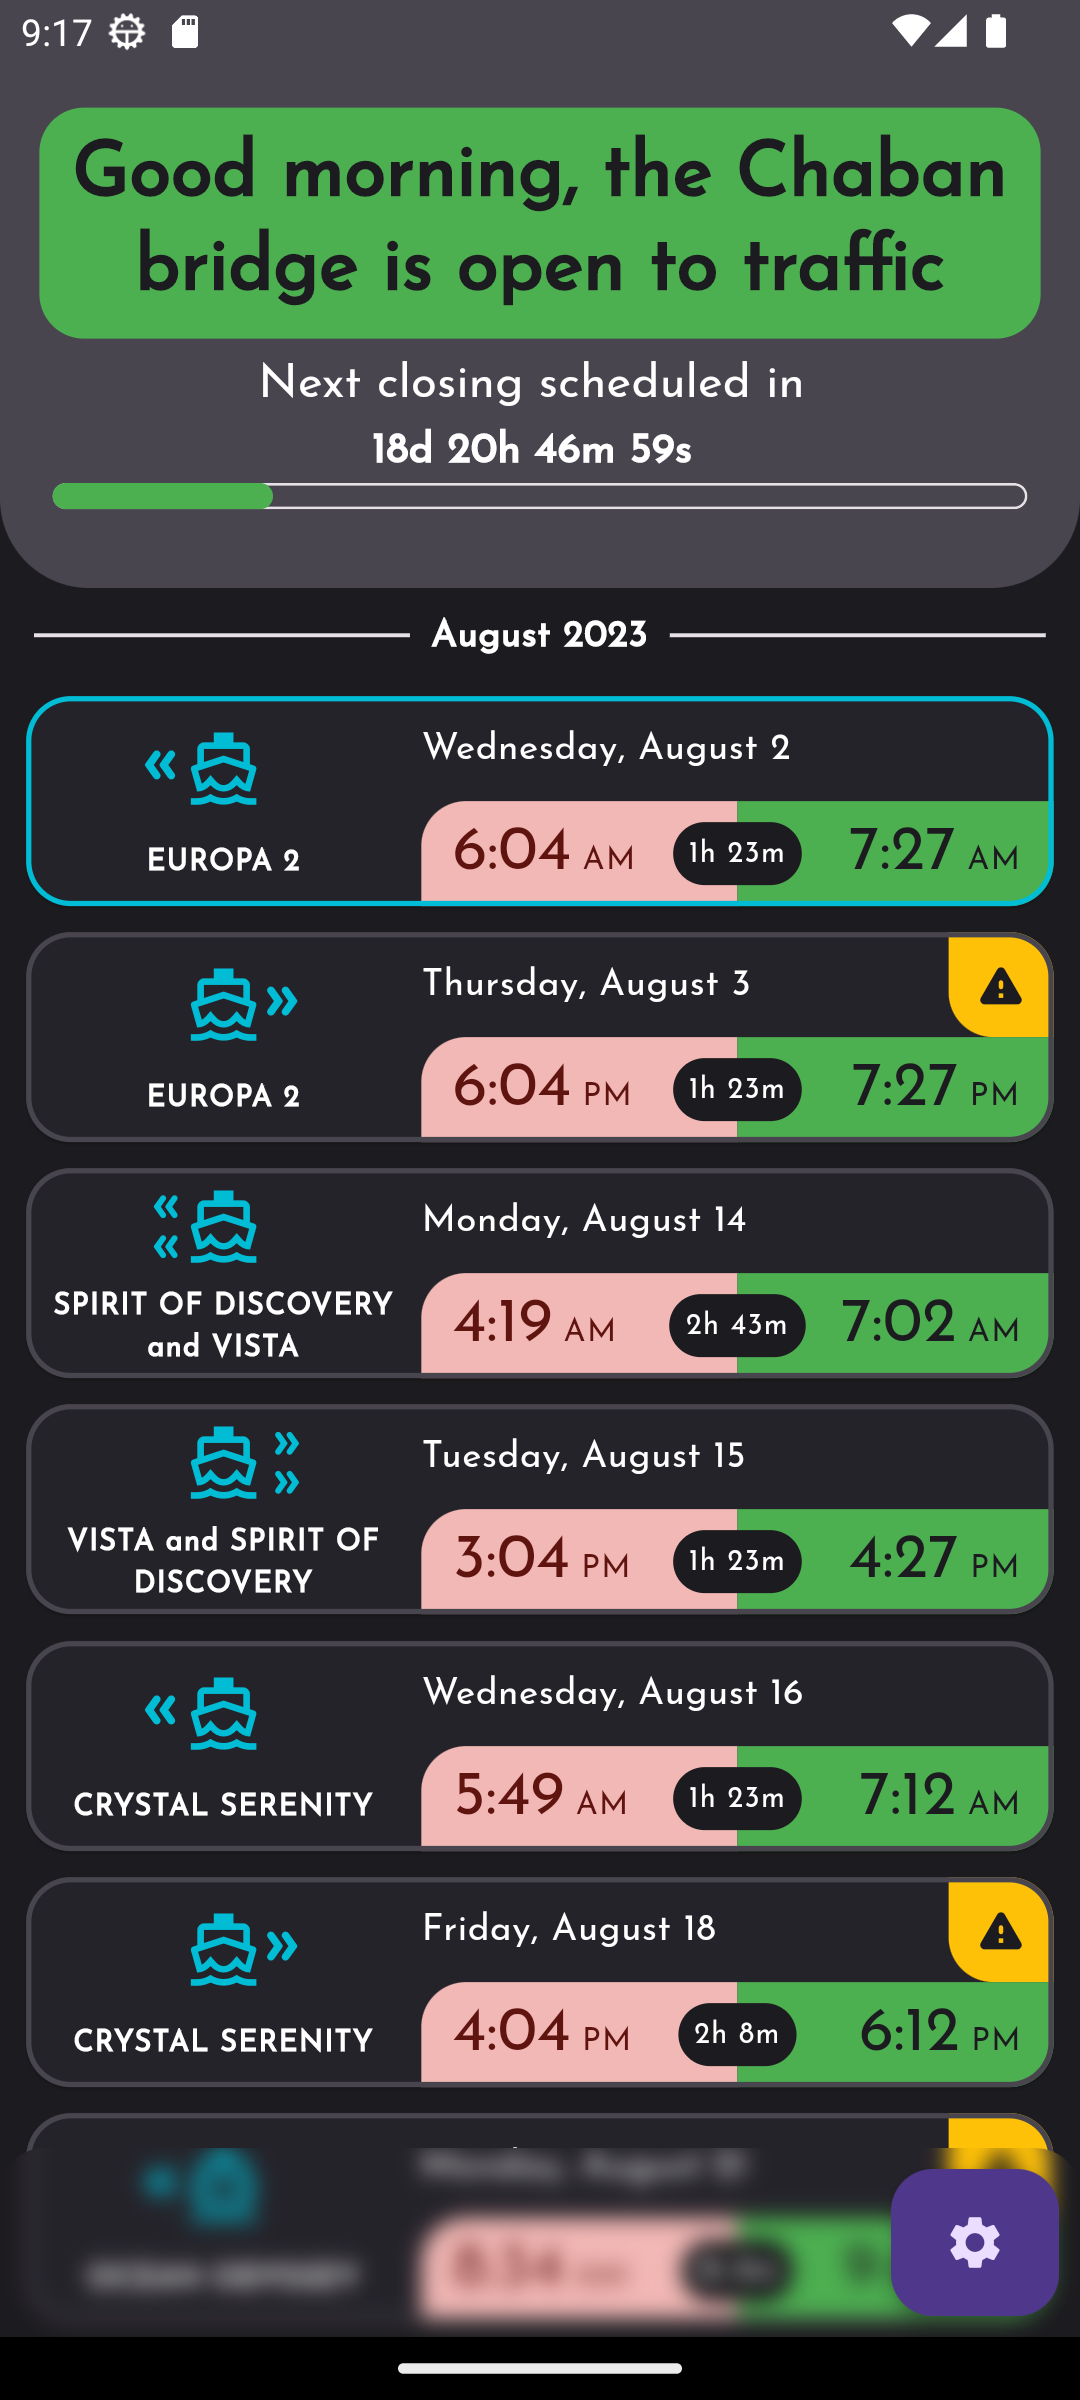 9:17
Good morning, the Chaban
bridge is open to traffic
Next closing scheduled in
18d 20h 46m 59s
August 2023
Wednesday, August 2
EUROPA 2
6:04 AM 1h 23m 7:27 AM
Thursday, August 3
EUROPA 2
6:04 PM 1h 23m 7:27 PM
Monday, August 14
SPIRIT OF DISCOVERY
and VISTA
4:19 AM 2h 43m 7:02 AM
Tuesday, August 15
VISTA and SPIRIT OF
DISCOVERY
3:04 PM 1h 23m 4:27 PM
Wednesday, August 16
CRYSTAL SERENITY
5:49 AM 1h 23m 7:12 AM
Friday, August 18
CRYSTAL SERENITY
4:04 PM 2h 8m 6:12 PM
Monday, August